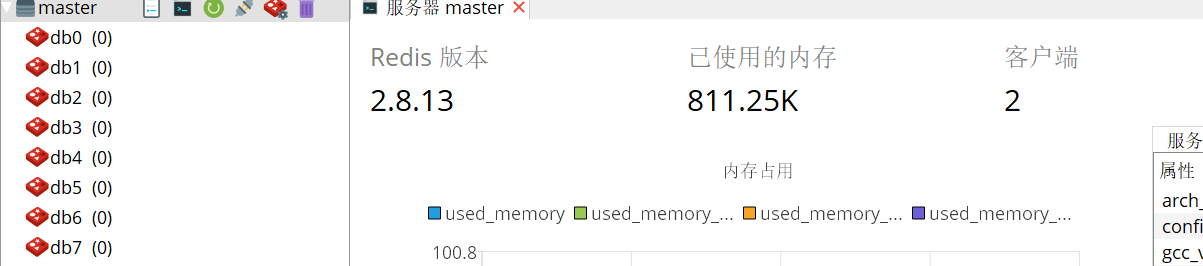 master
db0 (0)
db1 (0)
db2 (0)
db3 (0)
db4 (0)
db5 (0)
db6 (0)
db7 (0)
服务器 master
Redis 版本
已使用的内存
客户端
2.8.13
811.25K
2
内存占用
used_memory
used_memory_...
used_memory_...
used_memory_...
100.8
服务
属性
arch_
confi
gcc_v